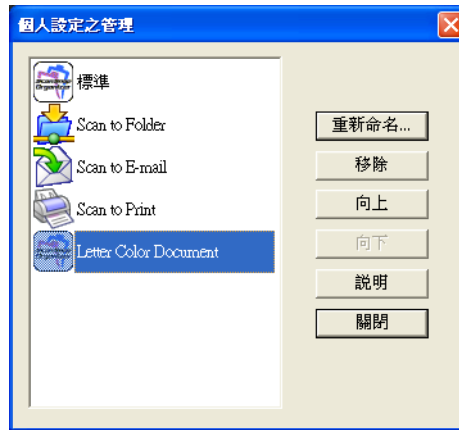 個人設定之管理
標準
Scan to Folder
Scan to E-mail
Scan to Print
Letter Color Document
重新命名...
移除
向上
向下
說明
關閉